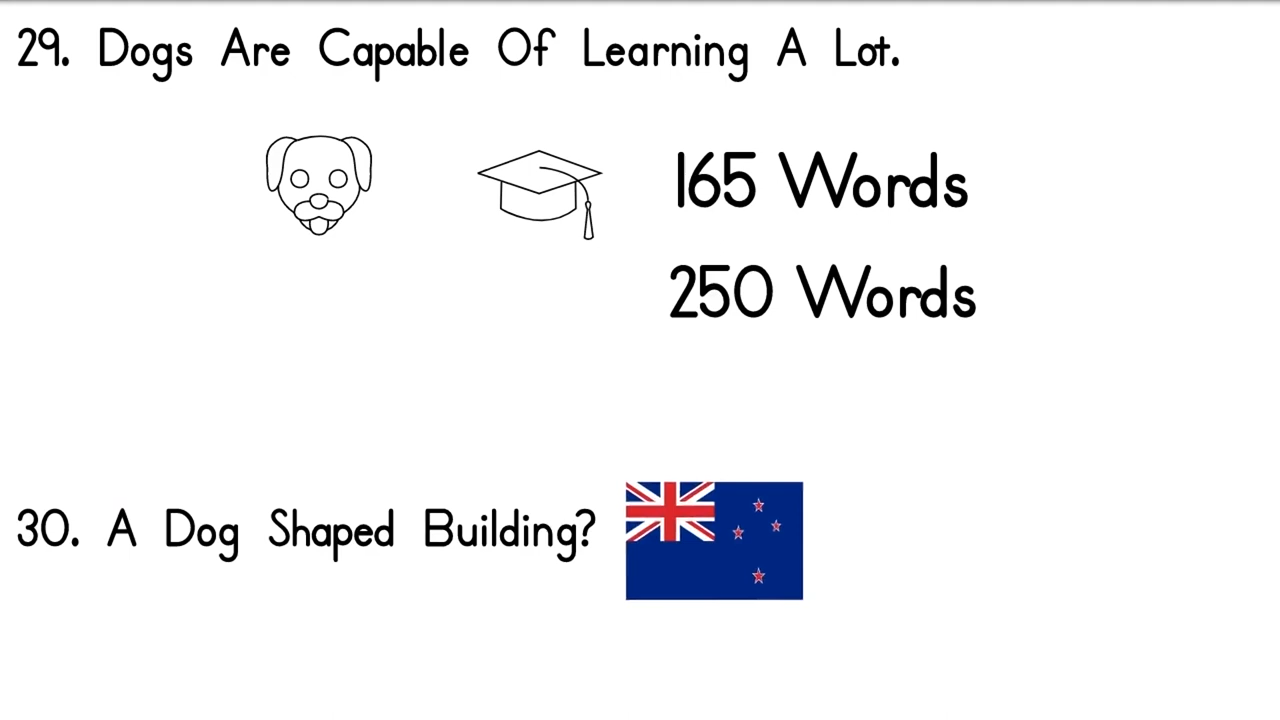 29. Dogs Are Capable Of Learning A Lot.
165 Words
250 Words
30. A Dog Shaped Building?